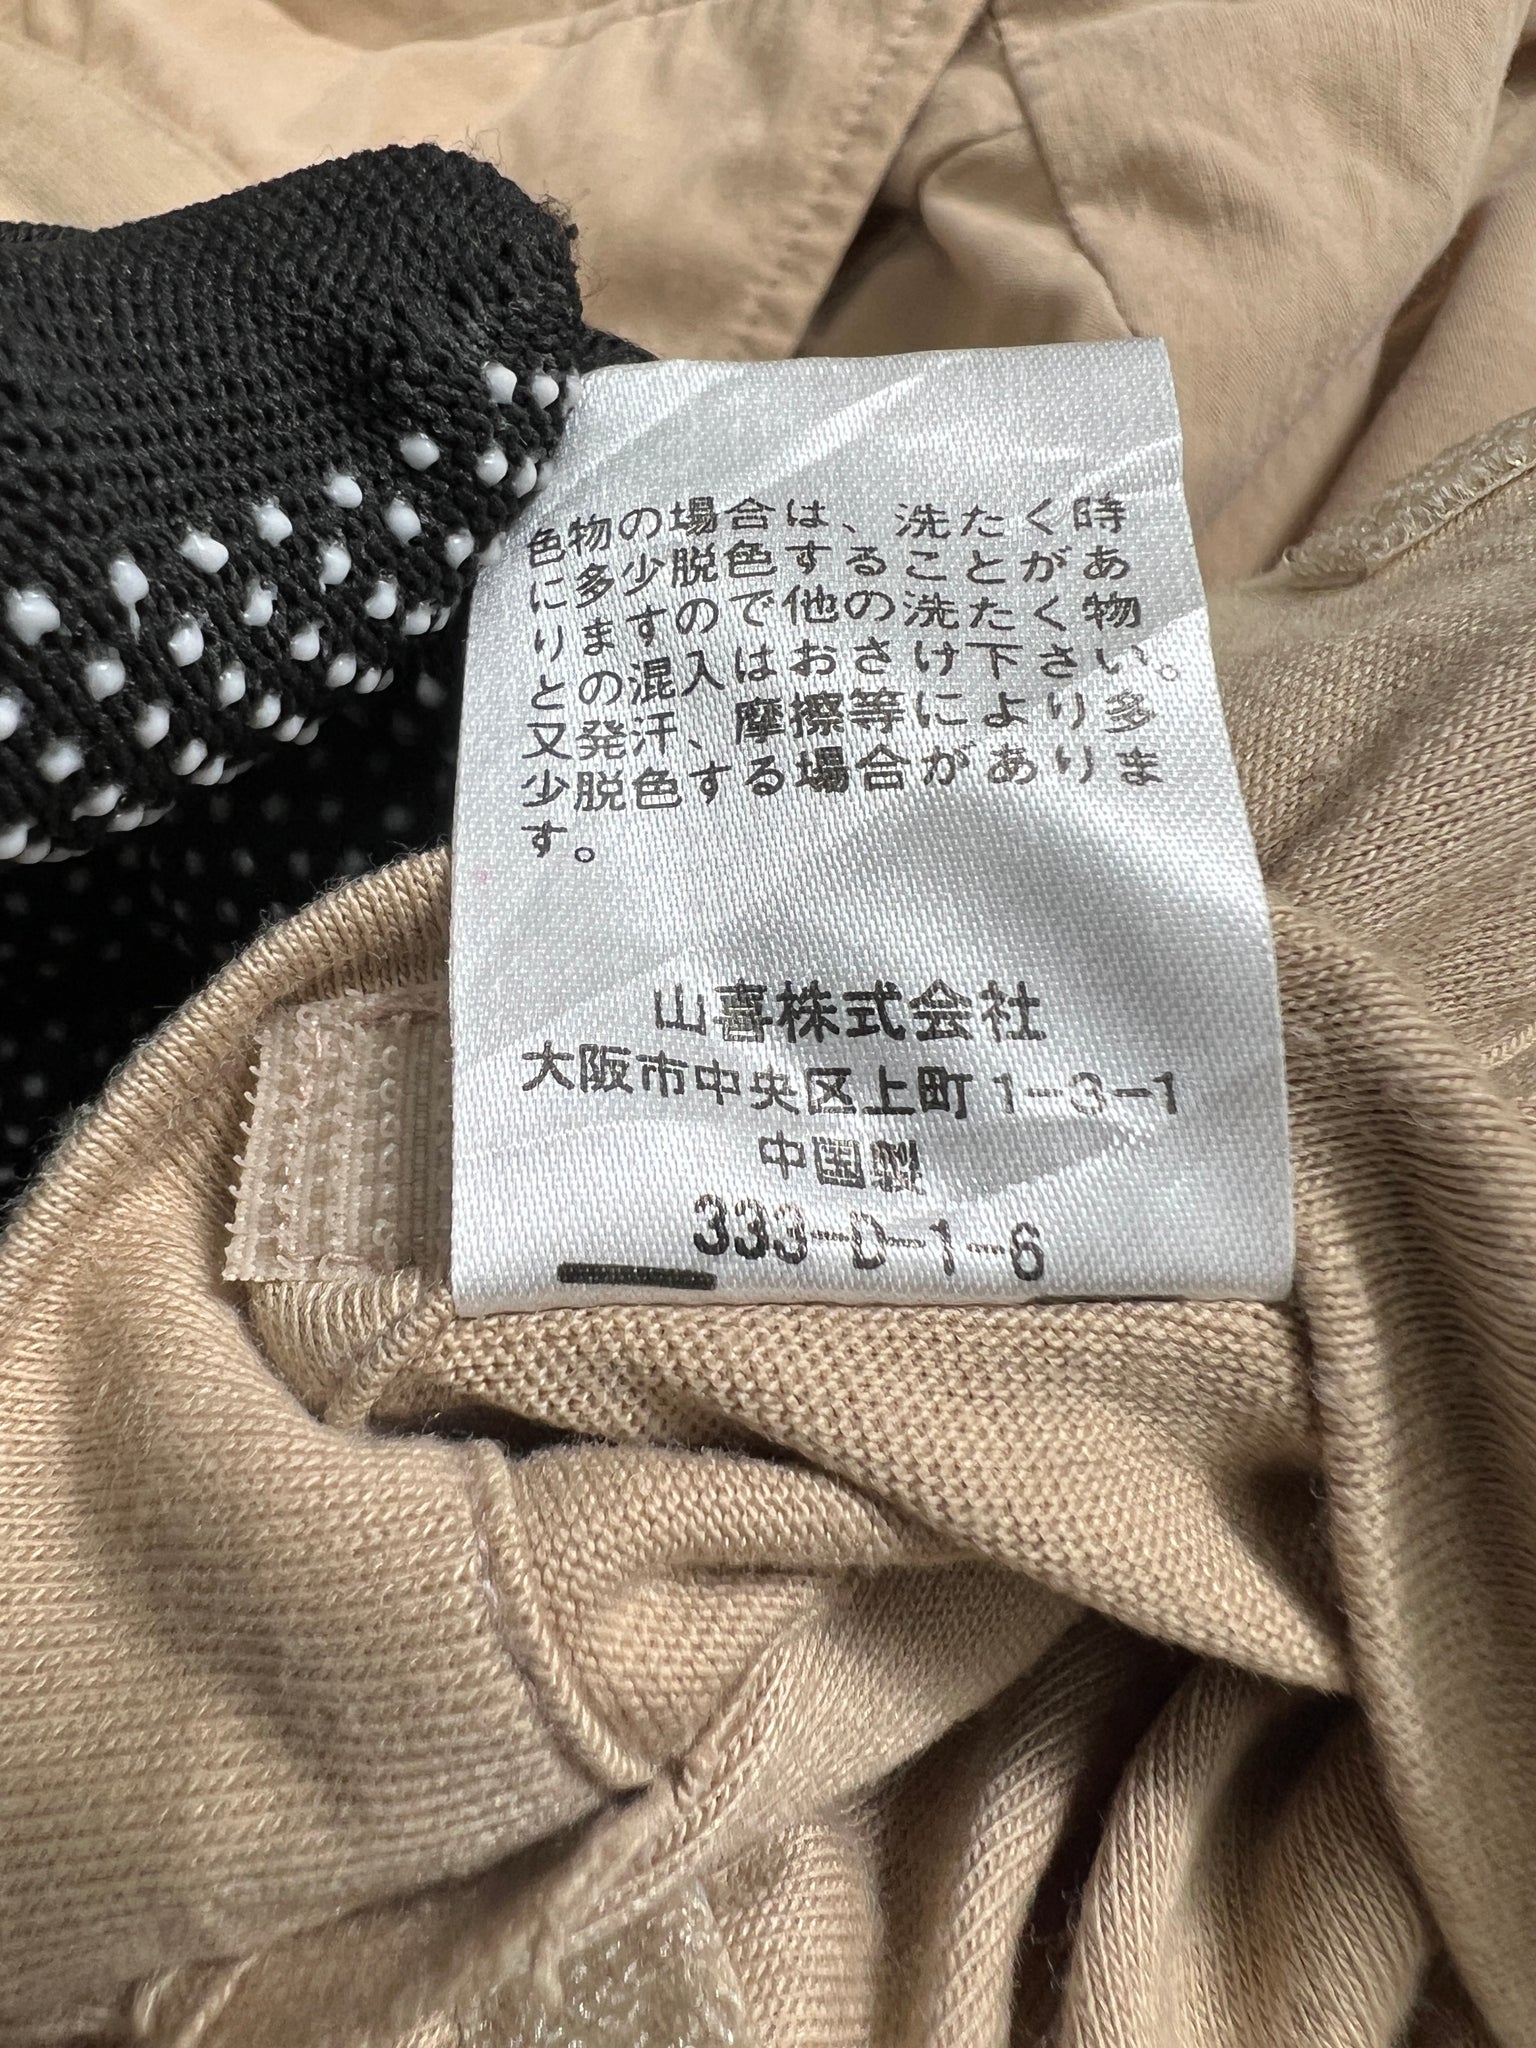 色物の場合は、洗たく時
に多少脱色することがあ
りますので他の洗たく物
との混入はおさけ下さい。
又発汗、摩擦等により多
少脱色する場合がありま
す。
山喜株式会社
大阪市中央区上町1-3-1
中国製
333-D-1-6